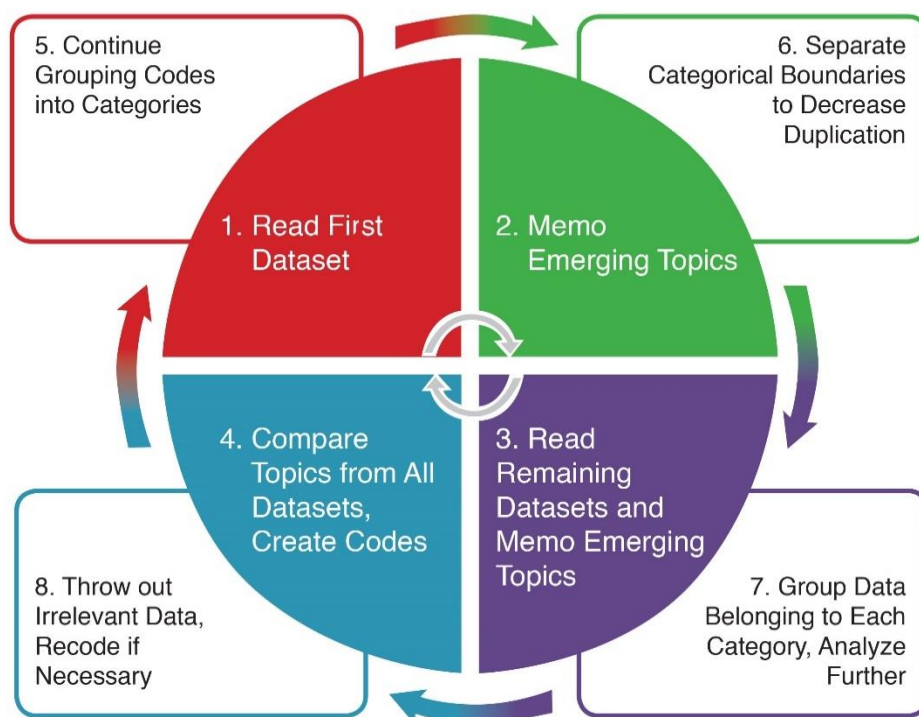 5. Continue
Grouping Codes
into Categories
6. Separate
Categorical Boundaries
to Decrease
Duplication
1. Read First
Dataset
2. Memo
Emerging Topics
4. Compare
Topics from All
Datasets,
Create Codes
3. Read
Remaining
Datasets and
Memo Emerging
Topics
8. Throw out
Irrelevant Data,
Recode if
Necessary
7. Group Data
Belonging to Each
Category, Analyze
Further